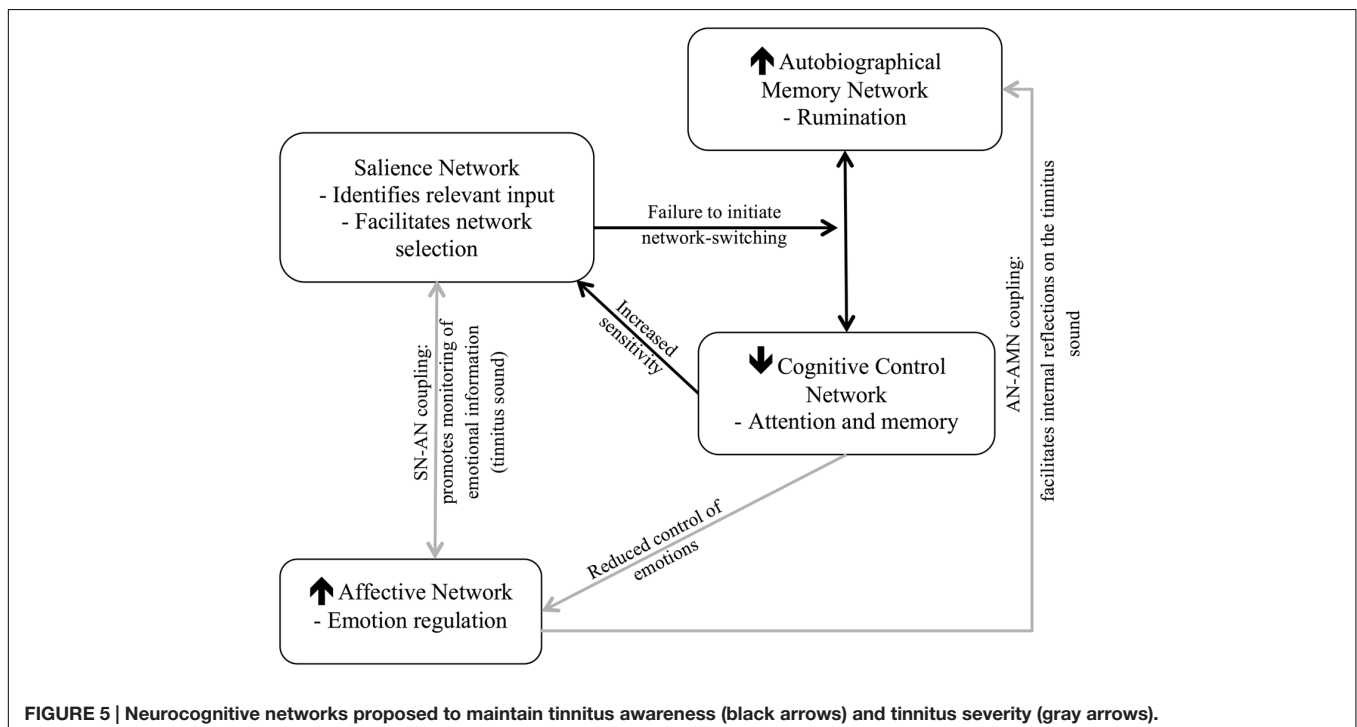 ↑ Autobiographical
Memory Network
- Rumination
Salience Network
- Identifies relevant input
- Facilitates network
selection
Failure to initiate
network-switching
Increased
sensitivity
↓ Cognitive Control
Network
- Attention and memory
SN-AN coupling:
promotes monitoring of
emotional information
(tinnitus sound)
AN-AMN coupling:
facilitates internal reflections on the tinnitus
sound
Reduced control of
emotions
↑ Affective Network
- Emotion regulation
FIGURE 5 | Neurocognitive networks proposed to maintain tinnitus awareness (black arrows) and tinnitus severity (gray arrows).